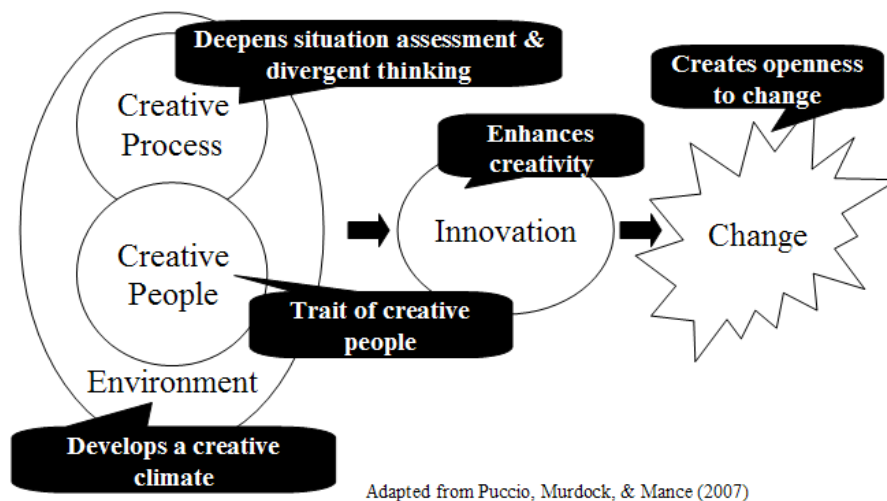 Deepens situation assessment &
divergent thinking
Creates openness
to change
Creative
Process
Enhances
creativity
Innovation
Change
Creative
People
Trait of creative
people
Environment
Develops a creative
climate
Adapted from Puccio, Murdock, & Mance (2007)